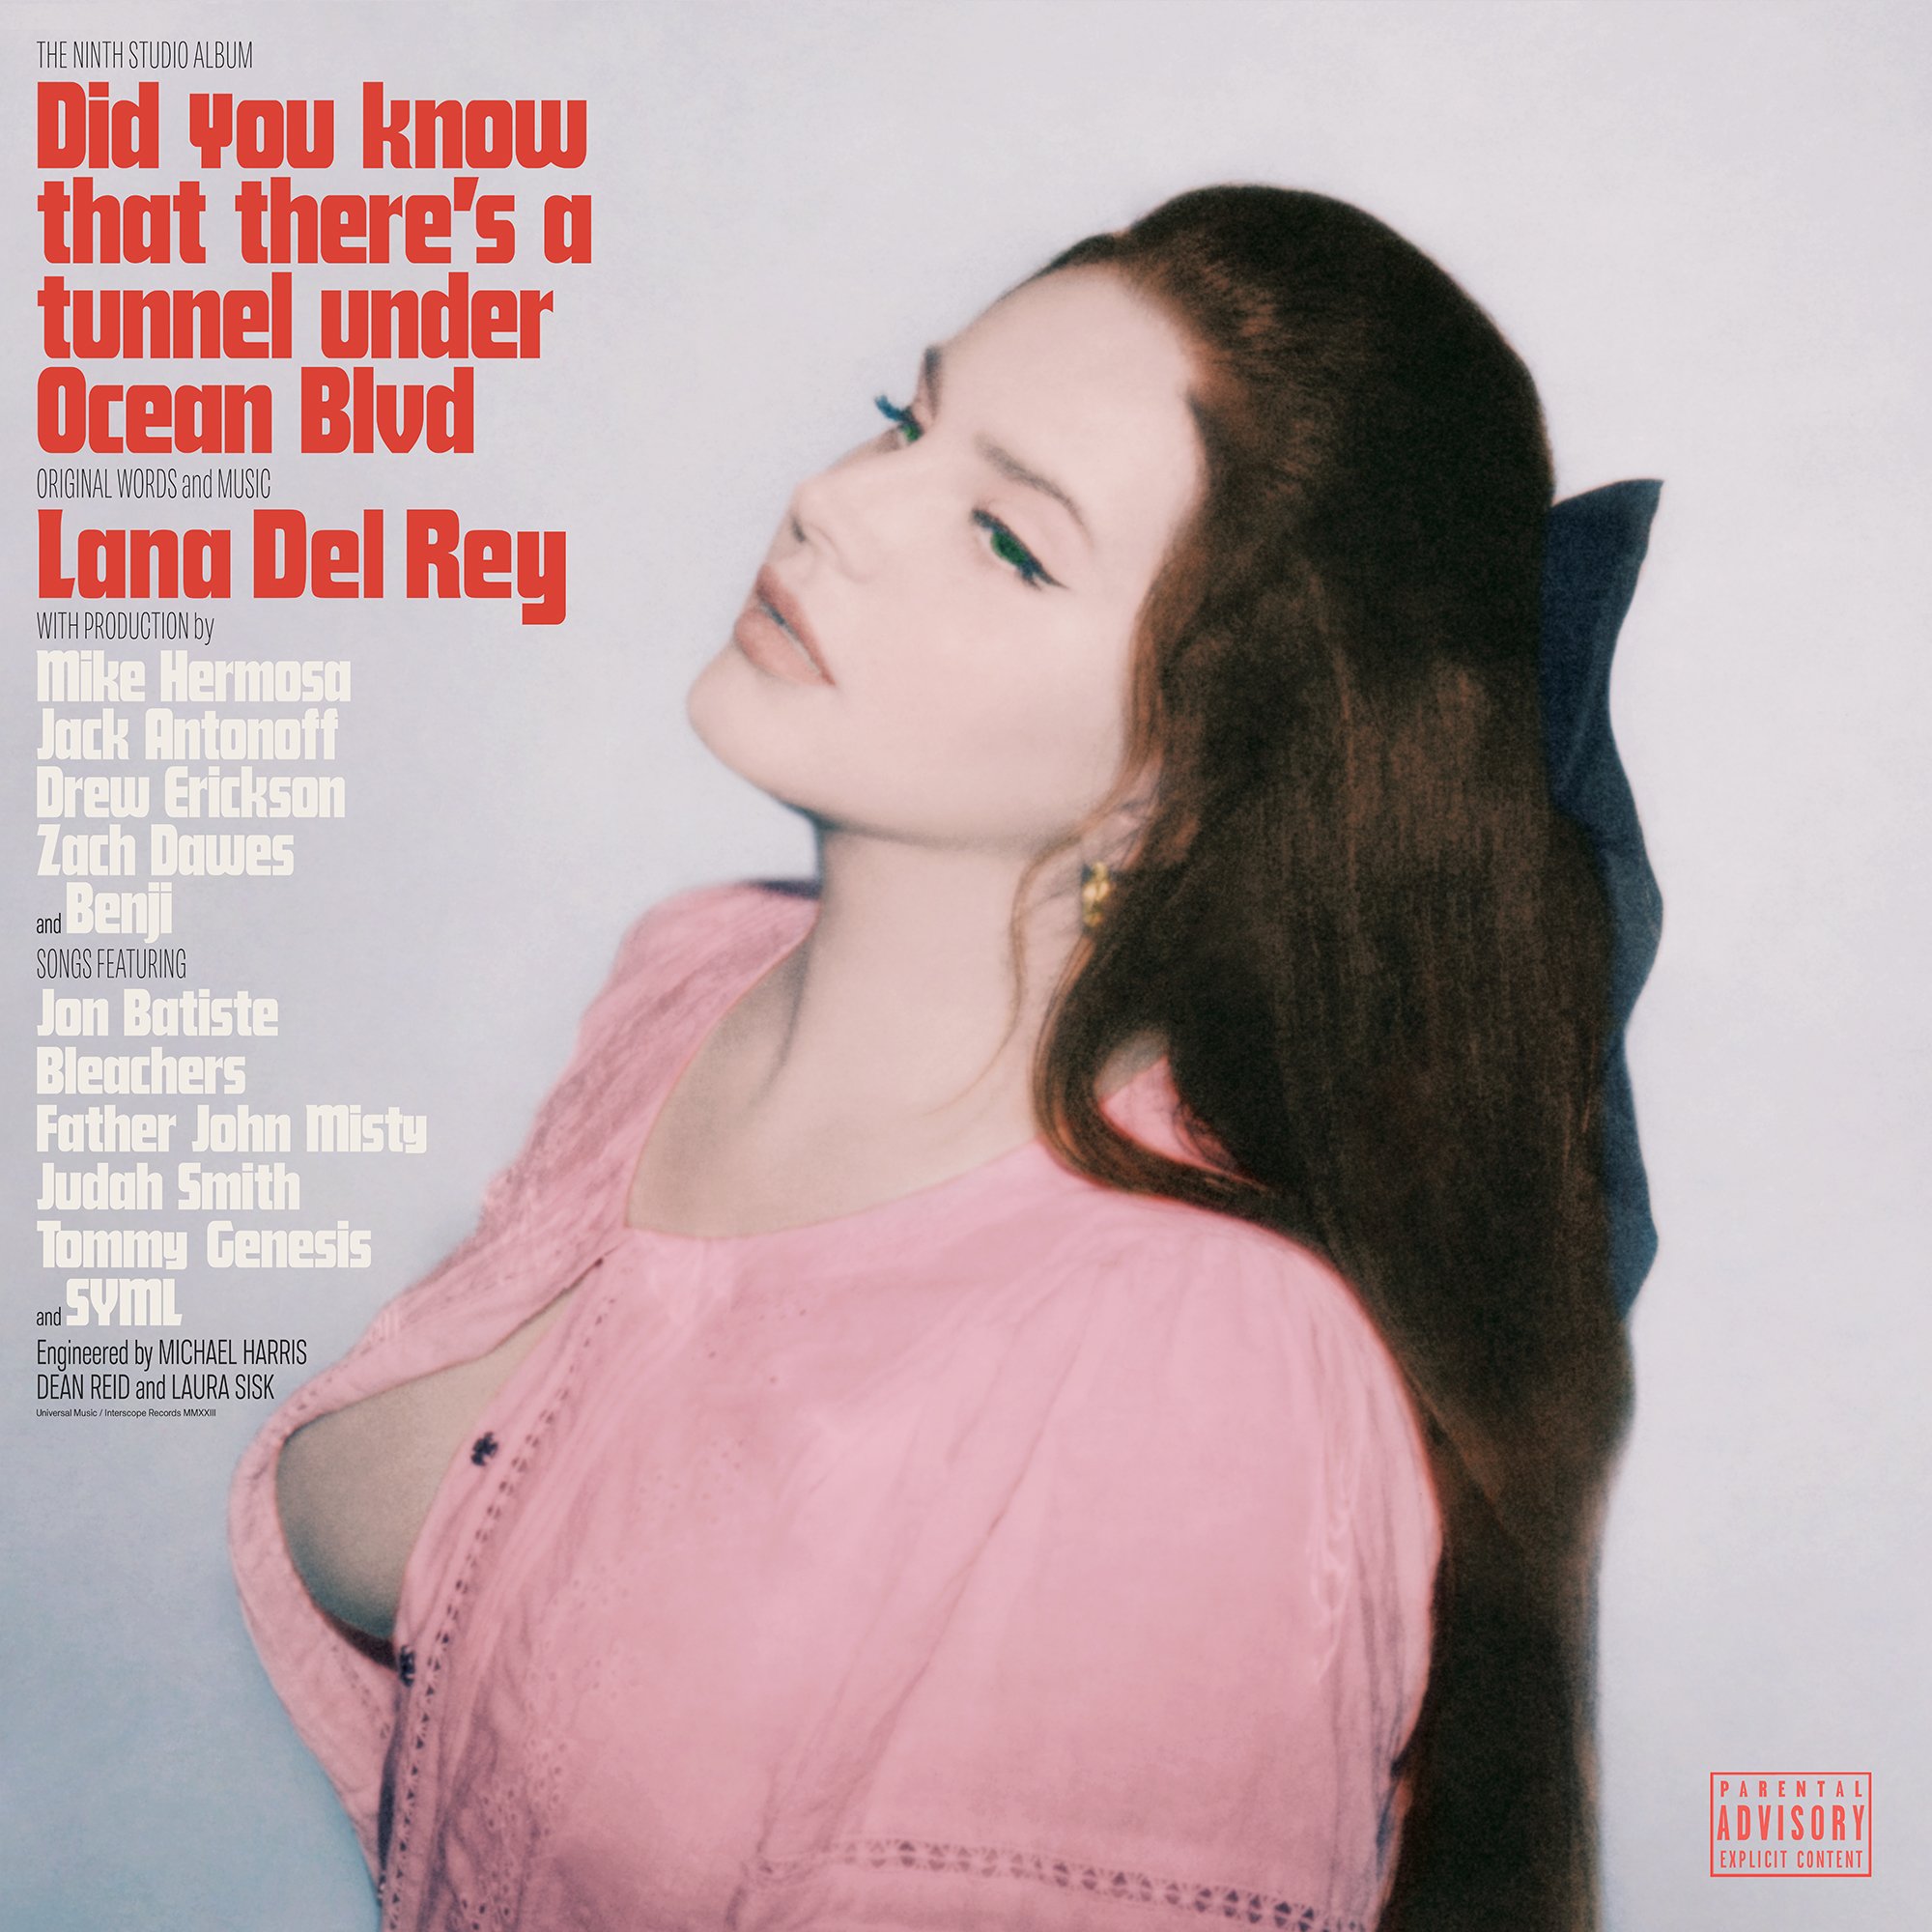 THE NINTH STUDIO ALBUM
Did you know
that there's a
tunnel under
Ocean Blvd
ORIGINAL WORDS and MUSIC
Lana Del Rey
WITH PRODUCTION by
Mike Hermosa
Jack Antonoff
Drew Erickson
Zach Dawes
and Benji
SONGS FEATURING
Jon Batiste
Bleachers
Father John Misty
Judah Smith
Tommy Genesis
and SYML
Engineered by MICHAEL HARRIS
DEAN REID and LAURA SISK
Universal Music / Interscope Records MMXXIII
PARENTAL
ADVISORY
EXPLICIT CONTENT